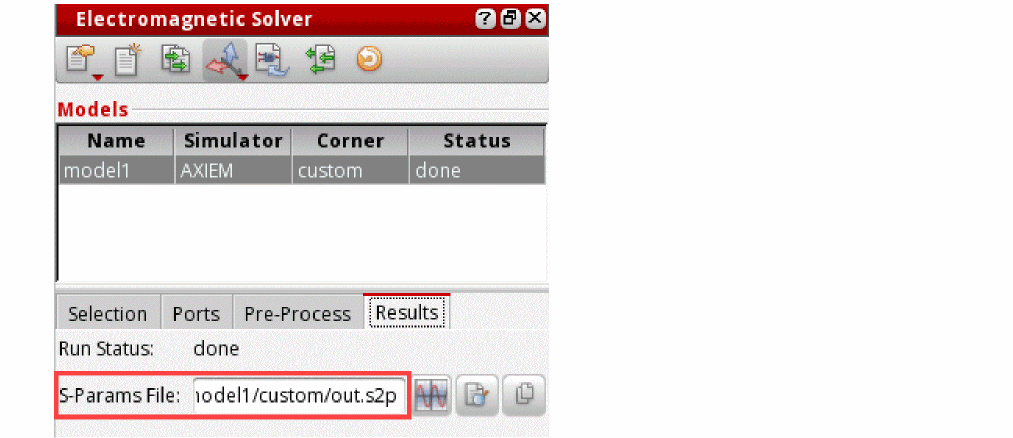 Electromagnetic Solver
Models
Name Simulator Corner Status
model1 AXIEM custom done
Selection Ports Pre-Process Results
Run Status: done
S-Params File: model1/custom/out.s2p